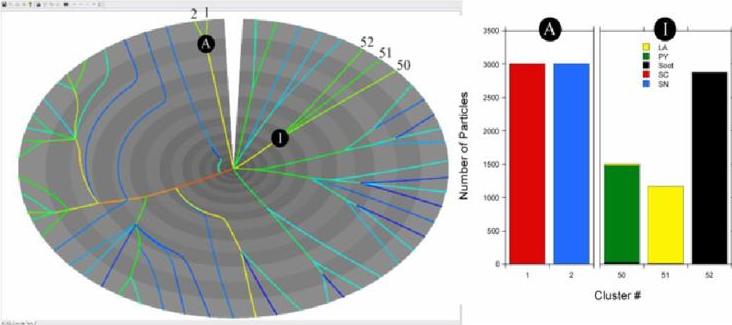 2 1
A
52
51
50
I
A
I
LA
PY
Soot
SC
SN
3500
3000
2500
2000
1500
1000
500
0
Number of Particles
1 2 50 51 52
Cluster #